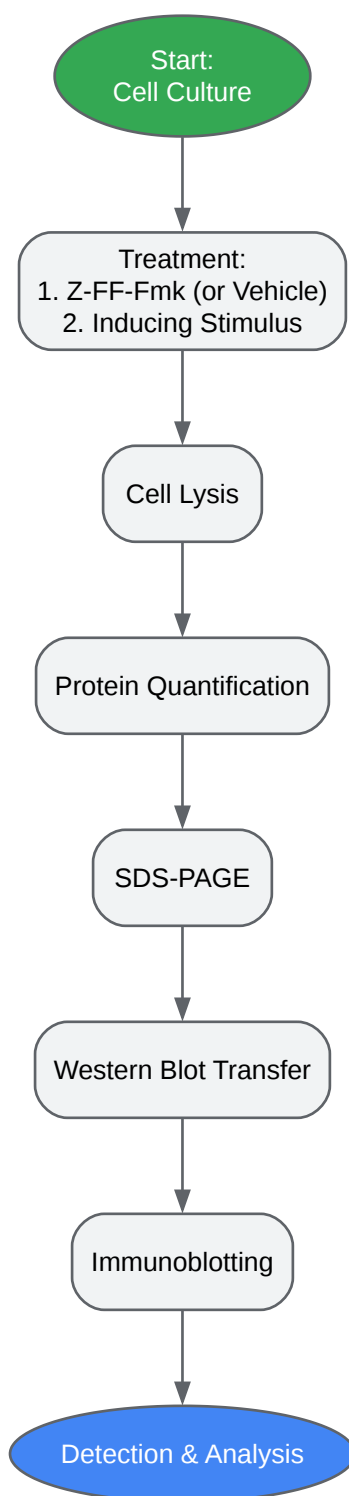 Start:
Cell Culture
Treatment:
1. Z-FF-Fmk (or Vehicle)
2. Inducing Stimulus
Cell Lysis
Protein Quantification
SDS-PAGE
Western Blot Transfer
Immunoblotting
Detection & Analysis